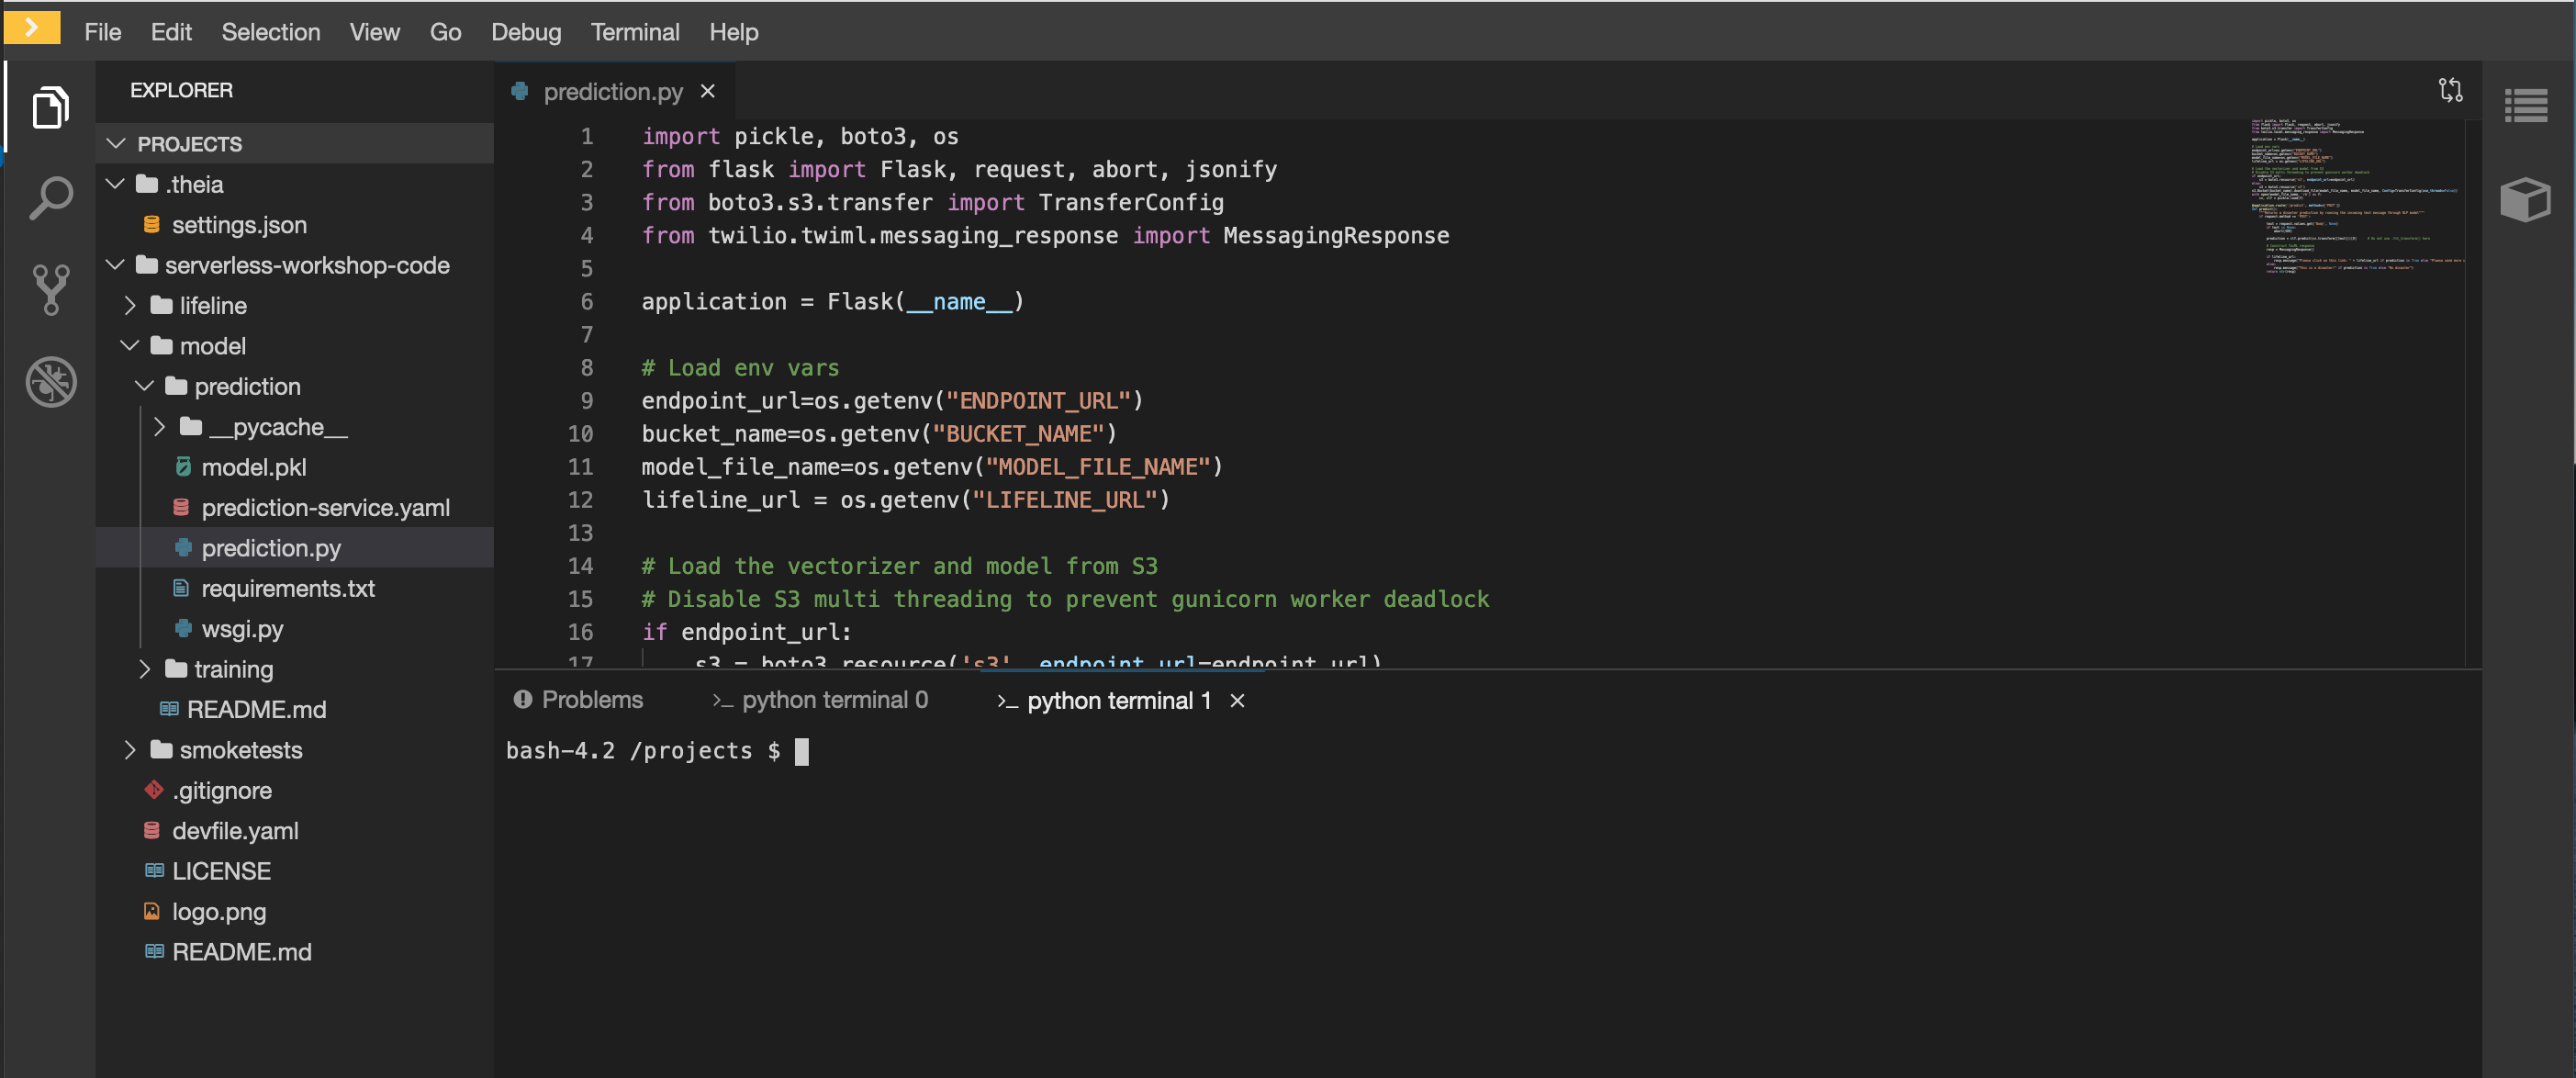 File Edit Selection View Go Debug Terminal Help
EXPLORER
PROJECTS
.theia
settings.json
serverless-workshop-code
lifeline
model
prediction
__pycache__
model.pkl
prediction-service.yaml
prediction.py
requirements.txt
wsgi.py
training
README.md
smoketests
.gitignore
devfile.yaml
LICENSE
logo.png
README.md
prediction.py
1 import pickle, boto3, os
2 from flask import Flask, request, abort, jsonify
3 from boto3.s3.transfer import TransferConfig
4 from twilio.twiml.messaging_response import MessagingResponse
5
6 application = Flask(__name__)
7
8 # Load env vars
9 endpoint_url=os.getenv("ENDPOINT_URL")
10 bucket_name=os.getenv("BUCKET_NAME")
11 model_file_name=os.getenv("MODEL_FILE_NAME")
12 lifeline_url = os.getenv("LIFELINE_URL")
13
14 # Load the vectorizer and model from S3
15 # Disable S3 multi threading to prevent gunicorn worker deadlock
16 if endpoint_url:
17 s3 = boto3.resource('s3', endpoint_url=endpoint_url)
Problems >_ python terminal 0 >_ python terminal 1
bash-4.2 /projects $